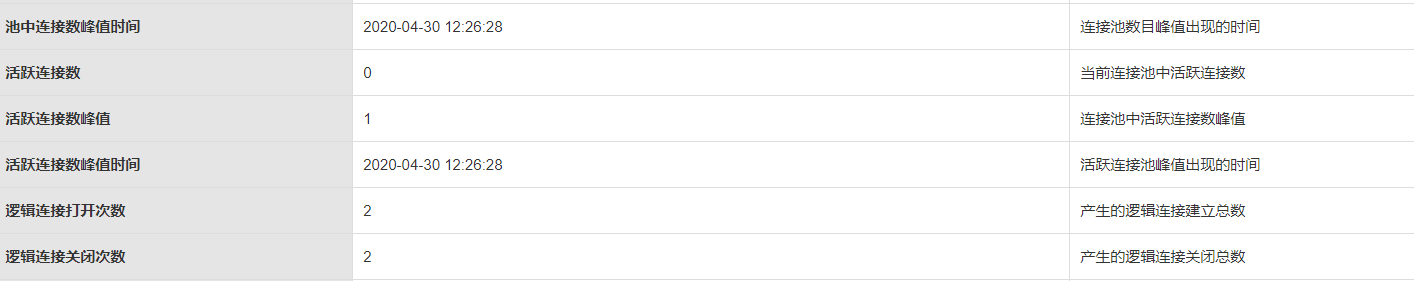 池中连接数峰值时间 2020-04-30 12:26:28 连接池数目峰值出现的时间
活跃连接数 0 当前连接池中活跃连接数
活跃连接数峰值 1 连接池中活跃连接数峰值
活跃连接数峰值时间 2020-04-30 12:26:28 活跃连接池峰值出现的时间
逻辑连接打开次数 2 产生的逻辑连接建立总数
逻辑连接关闭次数 2 产生的逻辑连接关闭总数